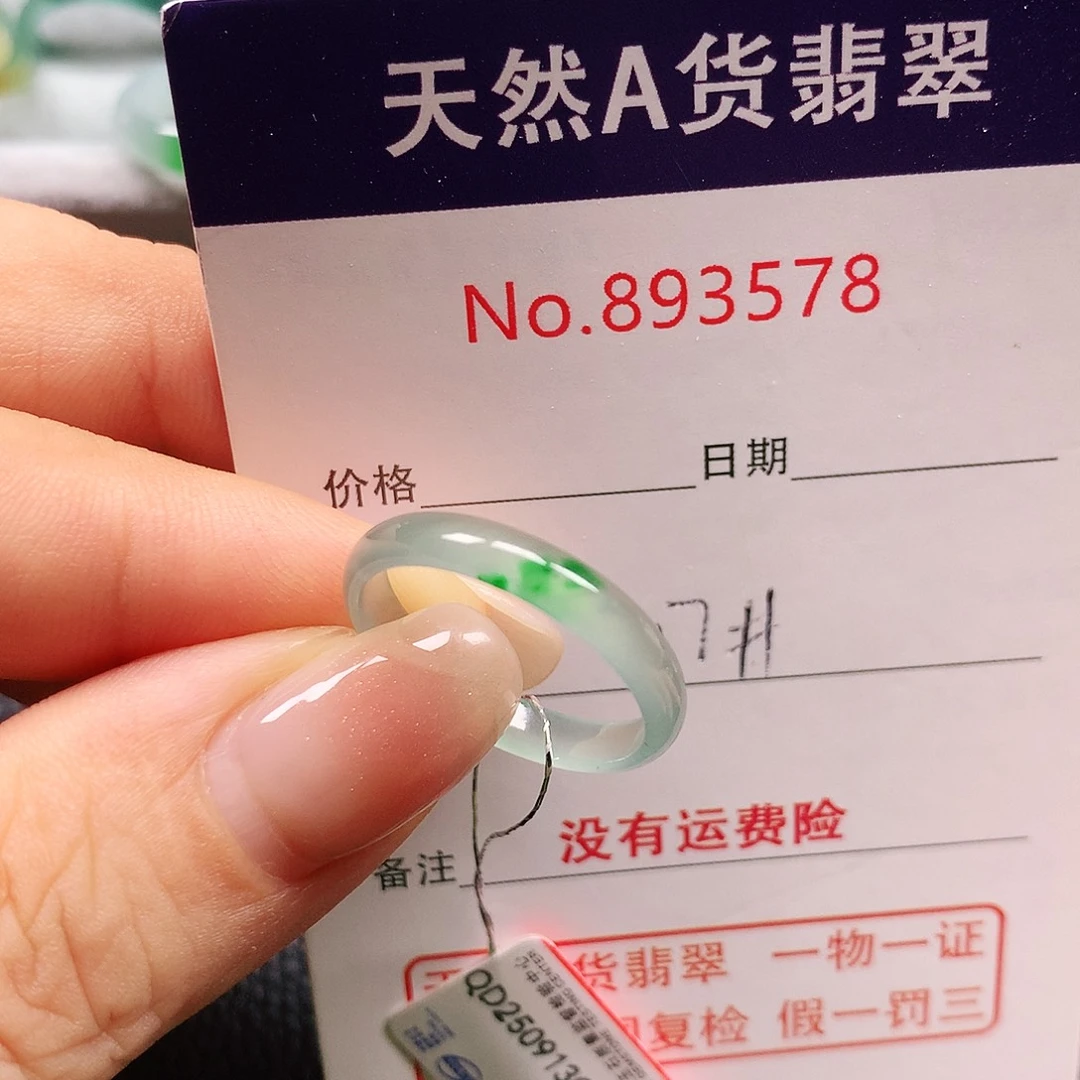 天然A货翡翠
No.893578
价格 日期
7#
备注 没有运费险
货翡翠 一物一证
复检 假一罚三
QD250913